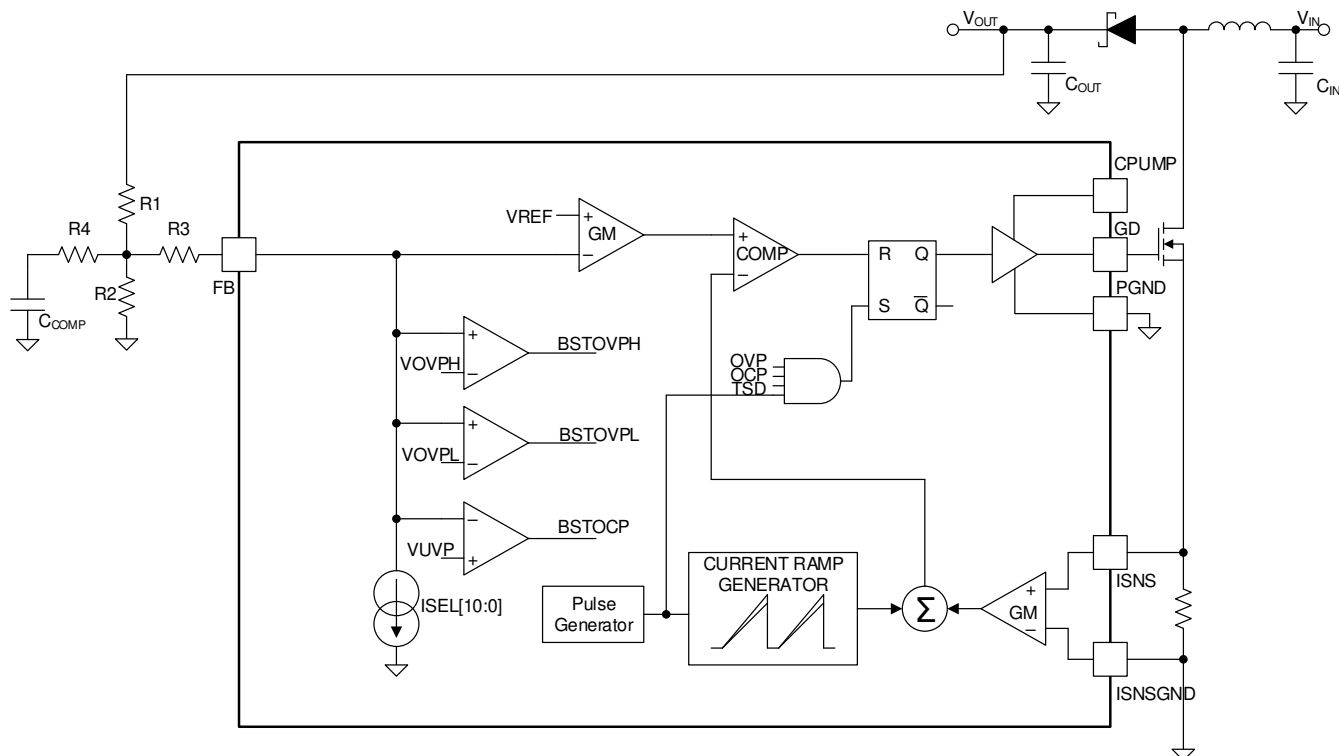 VOUT
VIN
COUT
CIN
CPUMP
R1
R4
R3
VREF
+
GM
−
+
COMP
−
R Q
S Q
GD
FB
R2
CCOMP
PGND
+
VOVPH
−
BSTOVPH
OVP
OCP
TSD
+
VOVPL
−
BSTOVPL
−
VUVP
+
BSTOCP
ISEL[10:0]
Pulse
Generator
CURRENT RAMP
GENERATOR
Σ
+
GM
−
ISNS
ISNSGND